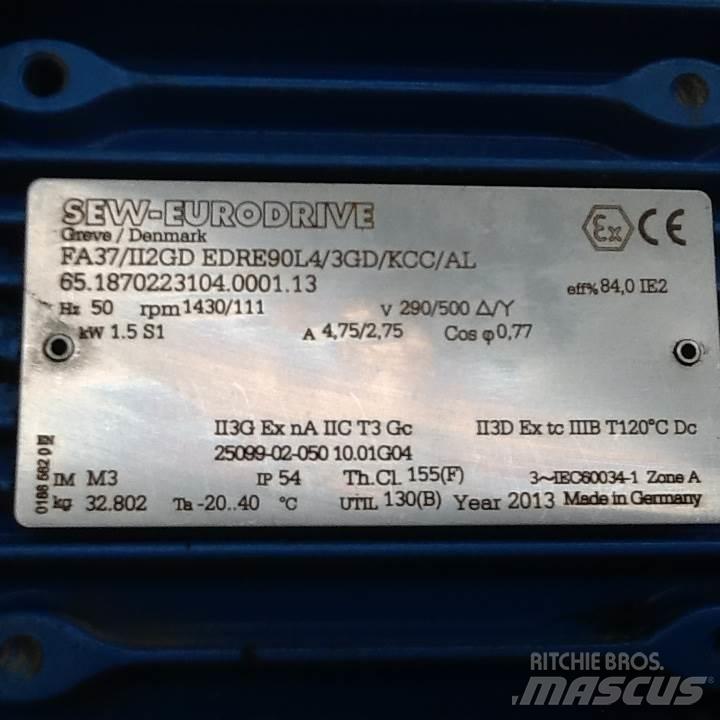 SEW-EURODRIVE
Greve / Denmark
FA37/II2GD EDRE90L4/3GD/KCC/AL
65.1870223104.0001.13
eff% 84,0 IE2
Hz 50 rpm 1430/111 V 290/500 Δ/Y
kW 1.5 S1 A 4,75/2,75 Cos φ 0,77
Ex CE
II3G Ex nA IIC T3 Gc II3D Ex tc IIIB T120°C Dc
25099-02-050 10.01G04
IM M3 IP 54 Th.Cl. 155(F) 3~IEC60034-1 Zone A
kg 32.802 Ta -20..40 °C UTIL 130(B) Year 2013 Made in Germany
0186 662 0 EN
RITCHIE BROS.
MASCUS